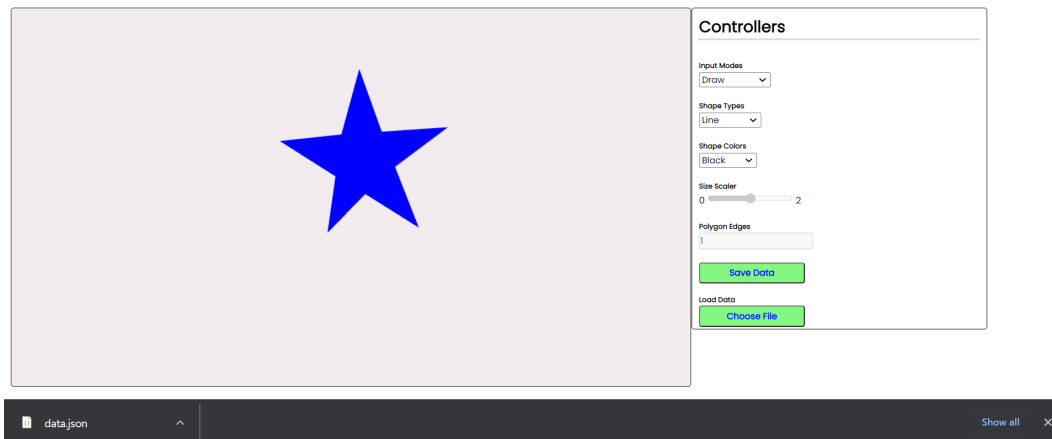 Controllers
Input Modes
Draw
Shape Types
Line
Shape Colors
Black
Size Scaler
0 2
Polygon Edges
1
Save Data
Load Data
Choose File
data.json
Show all